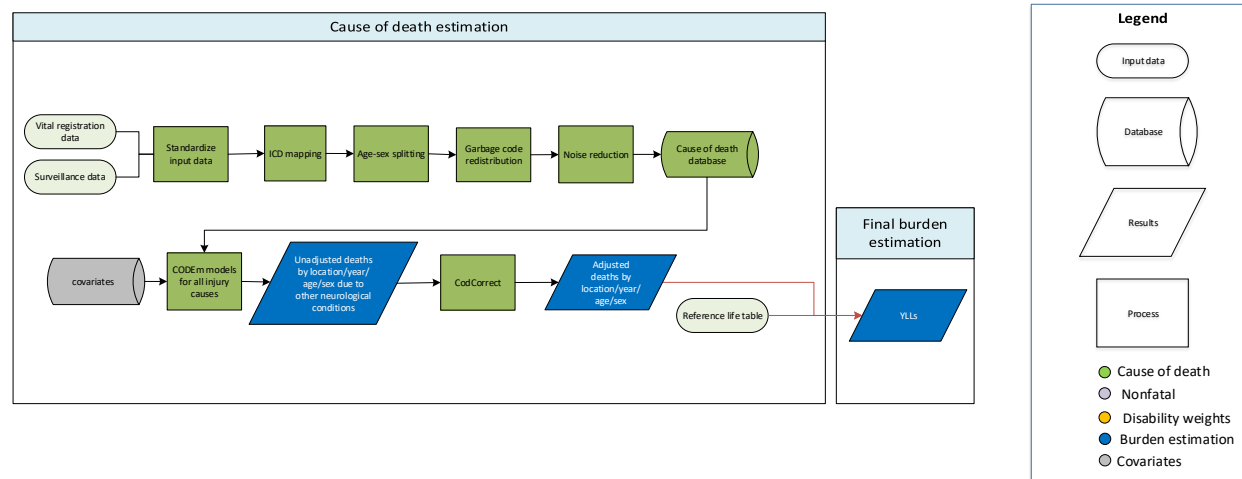 Cause of death estimation
Vital registration
data
Surveillance data
Standardize
input data
ICD mapping
Age-sex splitting
Garbage code
redistribution
Noise reduction
Cause of death
database
covariates
CODEm models
for all injury
causes
Unadjusted deaths
by location/year/
age/sex due to
other neurological
conditions
CodCorrect
Adjusted
deaths by
location/year/
age/sex
Reference life table
Final burden
estimation
YLLs
Legend
Input data
Database
Results
Process
Cause of death
Nonfatal
Disability weights
Burden estimation
Covariates